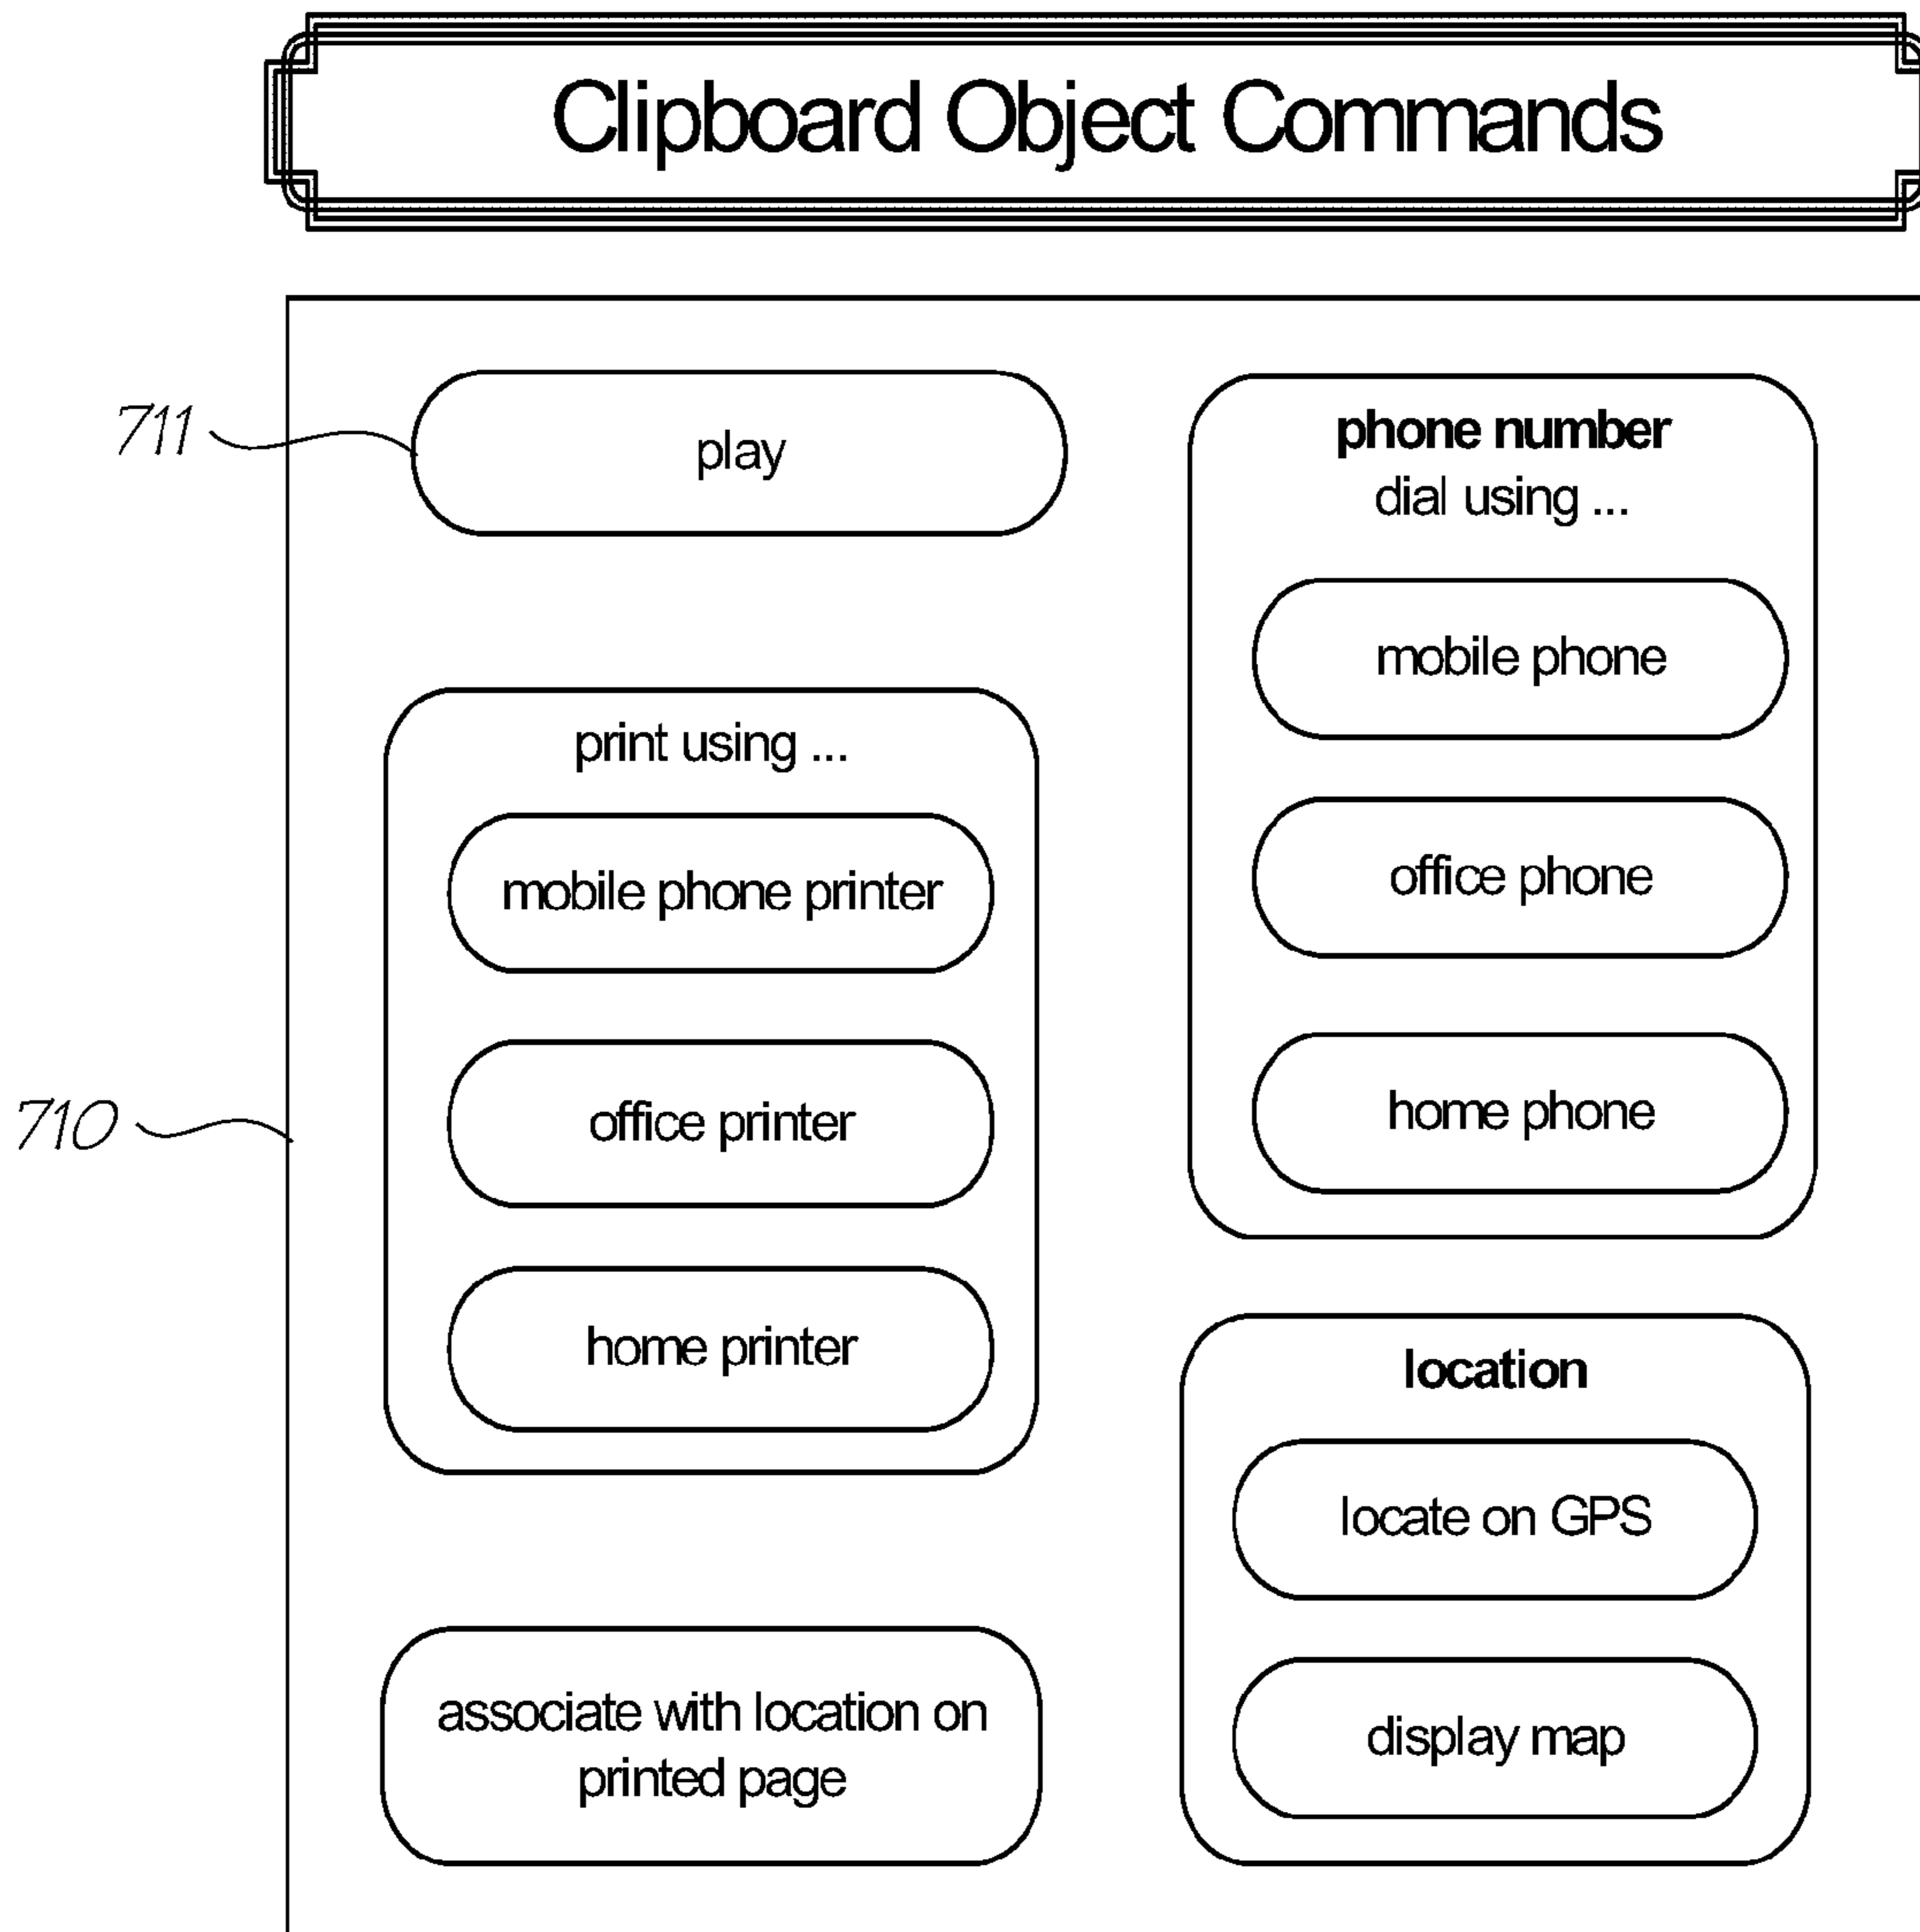 Clipboard Object Commands
711
play
print using ...
mobile phone printer
office printer
710
home printer
associate with location on
printed page
phone number
dial using ...
mobile phone
office phone
home phone
location
locate on GPS
display map